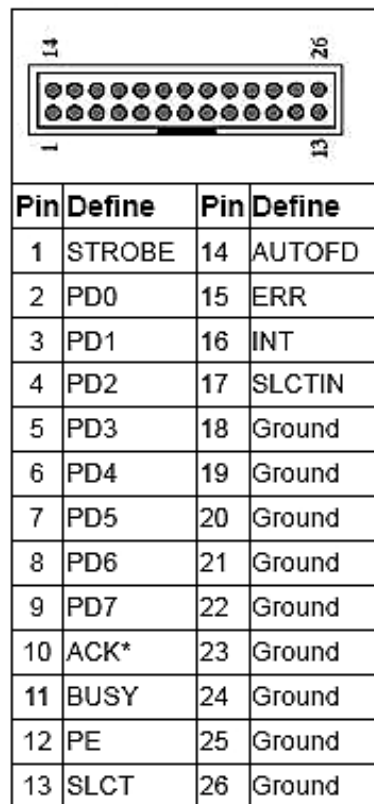 14 26
1 13
Pin Define Pin Define
1 STROBE 14 AUTOFD
2 PD0 15 ERR
3 PD1 16 INT
4 PD2 17 SLCTIN
5 PD3 18 Ground
6 PD4 19 Ground
7 PD5 20 Ground
8 PD6 21 Ground
9 PD7 22 Ground
10 ACK* 23 Ground
11 BUSY 24 Ground
12 PE 25 Ground
13 SLCT 26 Ground